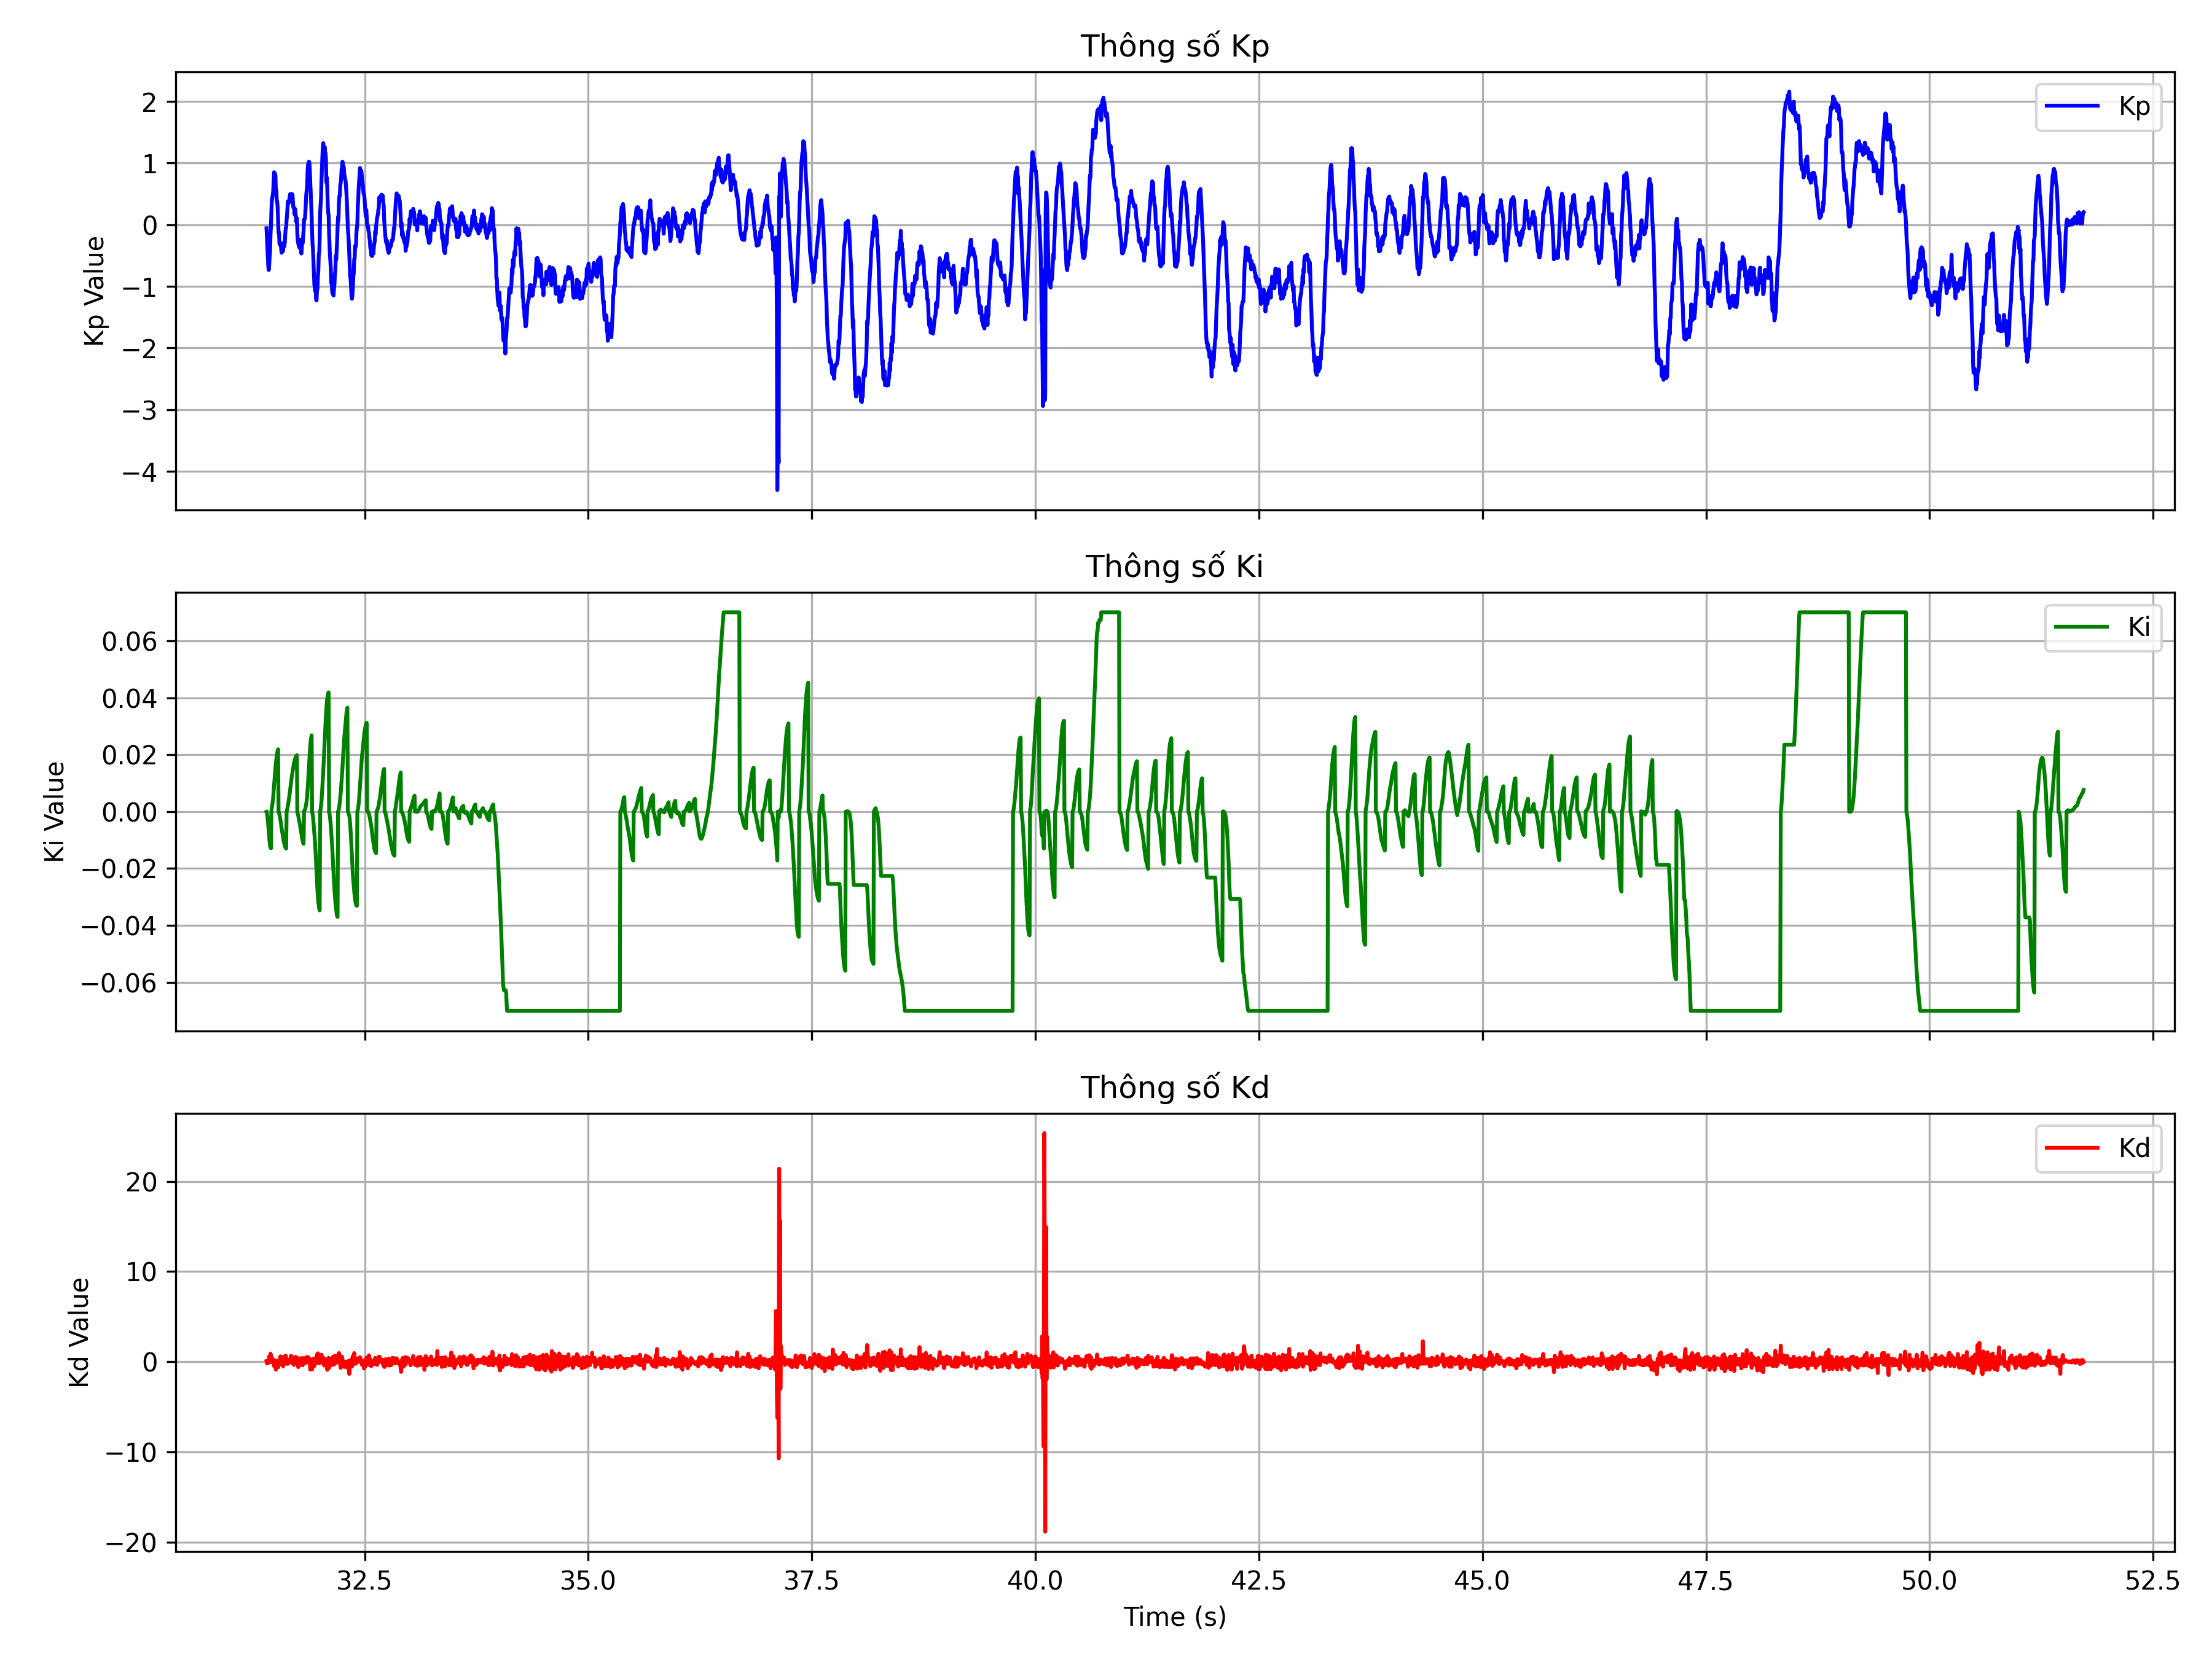 Thông số Kp
Kp
Kp Value
2
1
0
−1
−2
−3
−4
Thông số Ki
Ki
Ki Value
0.06
0.04
0.02
0.00
−0.02
−0.04
−0.06
Thông số Kd
Kd
Kd Value
20
10
0
−10
−20
32.5 35.0 37.5 40.0 42.5 45.0 47.5 50.0 52.5
Time (s)